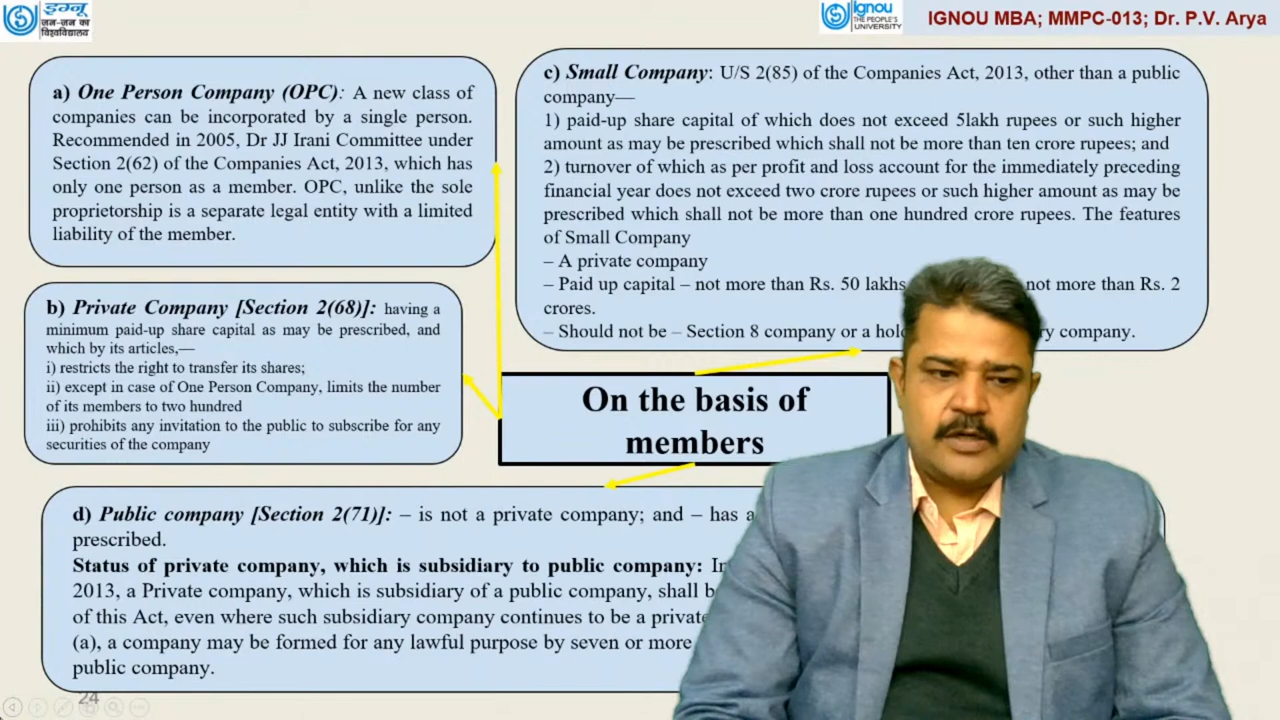 इग्नू
जन-जन का
विश्वविद्यालय
ignou
THE PEOPLE'S
UNIVERSITY
IGNOU MBA; MMPC-013; Dr. P.V. Arya
a) One Person Company (OPC): A new class of
companies can be incorporated by a single person.
Recommended in 2005, Dr JJ Irani Committee under
Section 2(62) of the Companies Act, 2013, which has
only one person as a member. OPC, unlike the sole
proprietorship is a separate legal entity with a limited
liability of the member.
b) Private Company [Section 2(68)]: having a
minimum paid-up share capital as may be prescribed, and
which by its articles,—
i) restricts the right to transfer its shares;
ii) except in case of One Person Company, limits the number
of its members to two hundred
iii) prohibits any invitation to the public to subscribe for any
securities of the company
c) Small Company: U/S 2(85) of the Companies Act, 2013, other than a public
company—
1) paid-up share capital of which does not exceed 5lakh rupees or such higher
amount as may be prescribed which shall not be more than ten crore rupees; and
2) turnover of which as per profit and loss account for the immediately preceding
financial year does not exceed two crore rupees or such higher amount as may be
prescribed which shall not be more than one hundred crore rupees. The features
of Small Company
– A private company
– Paid up capital – not more than Rs. 50 lakhs not more than Rs. 2
crores.
– Should not be – Section 8 company or a company.
On the basis of
members
d) Public company [Section 2(71)]: – is not a private company; and – has a
prescribed.
Status of private company, which is subsidiary to public company:
2013, a Private company, which is subsidiary of a public company, shall
of this Act, even where such subsidiary company continues to be a private
(a), a company may be formed for any lawful purpose by seven or more
public company.
24